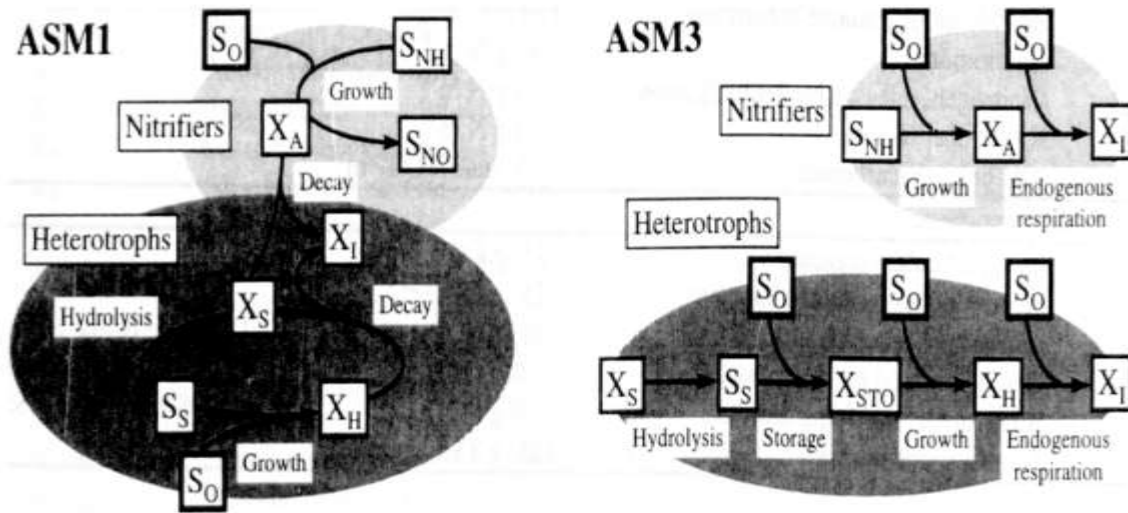 ASM1
S_O
S_NH
Growth
Nitrifiers
X_A
S_NO
Decay
Heterotrophs
X_I
Hydrolysis
X_S
Decay
S_S
X_H
Growth
S_O
ASM3
S_O
S_O
Nitrifiers
S_NH
X_A
X_I
Growth
Endogenous
respiration
Heterotrophs
S_O
S_O
S_O
X_S
S_S
X_STO
X_H
X_I
Hydrolysis
Storage
Growth
Endogenous
respiration